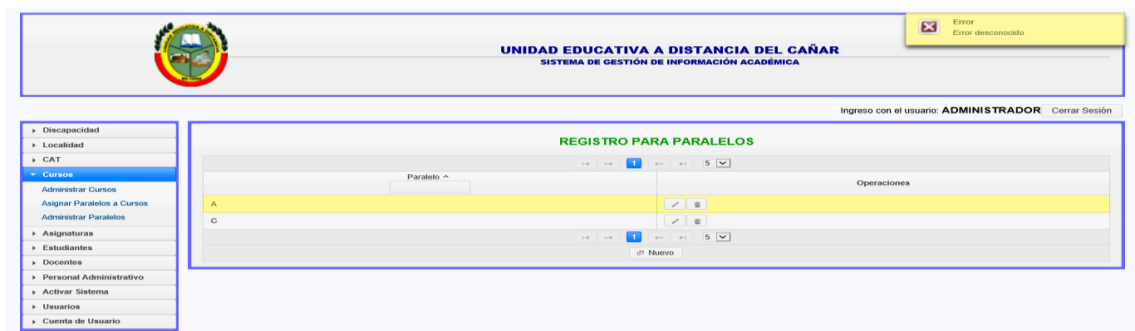 Error
Error desconocido
UNIDAD EDUCATIVA A DISTANCIA DEL CAÑAR
SISTEMA DE GESTIÓN DE INFORMACIÓN ACADÉMICA
Ingreso con el usuario: ADMINISTRADOR Cerrar Sesión
Discapacidad
Localidad
CAT
Cursos
Administrar Cursos
Asignar Paralelos a Cursos
Administrar Paralelos
Asignaturas
Estudiantes
Docentes
Personal Administrativo
Activar Sistema
Usuarios
Cuenta de Usuario
REGISTRO PARA PARALELOS
1 5
Paralelo Operaciones
A
C
1 5
Nuevo